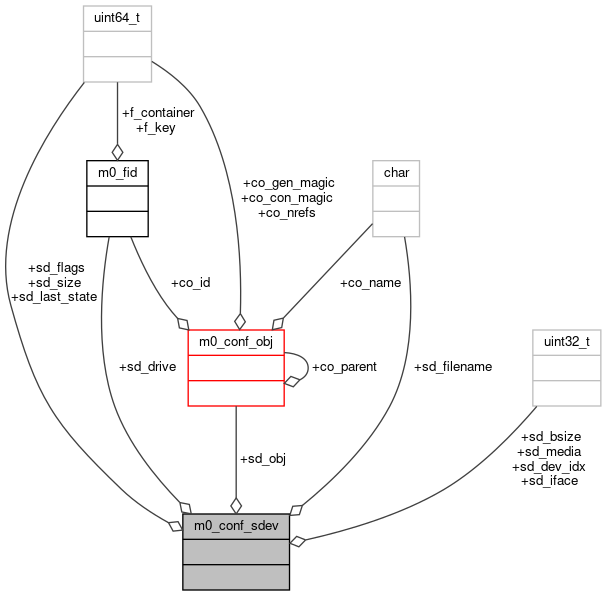 uint64_t
+f_container
+f_key
m0_fid
char
+co_gen_magic
+co_con_magic
+co_nrefs
+sd_flags
+sd_size
+sd_last_state
+co_id
+co_name
m0_conf_obj
uint32_t
+sd_drive
+co_parent
+sd_filename
+sd_obj
+sd_bsize
+sd_media
+sd_dev_idx
+sd_iface
m0_conf_sdev